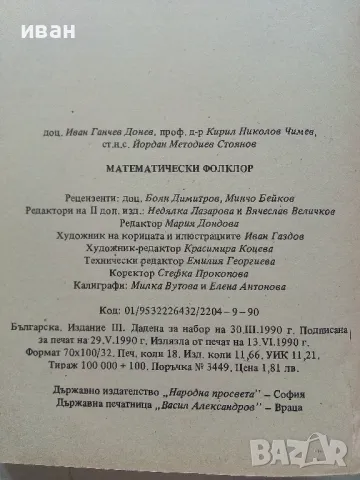 иван
доц. Иван Ганчев Донев, проф. д-р Кирил Николов Чимев,
ст.н.с. Йордан Методиев Стоянов
МАТЕМАТИЧЕСКИ ФОЛКЛОР
Рецензенти: доц. Боян Димитров, Минчо Бейков
Редактори на II доп. изд.: Недялка Лазарова и Вячеслав Величков
Редактор Мария Дондова
Художник на корицата и илюстрациите Иван Газдов
Художник-редактор Красимира Коцева
Технически редактор Емилия Георгиева
Коректор Стефка Прокопова
Калиграфи: Милка Вутова и Елена Антонова
Код: 01/9532226432/2204—9—90
Българска. Издание III. Дадена за набор на 30.III.1990 г. Подписана
за печат на 29.V.1990 г. Излязла от печат на 13.VI.1990 г.
Формат 70х100/32. Печ. коли 18. Изд. коли 11,66. УИК 11,21.
Тираж 100 000 + 100. Поръчка № 3449. Цена 1,81 лв.
Държавно издателство „Народна просвета“ — София
Държавна печатница „Васил Александров“ — Враца
bazar
БГ